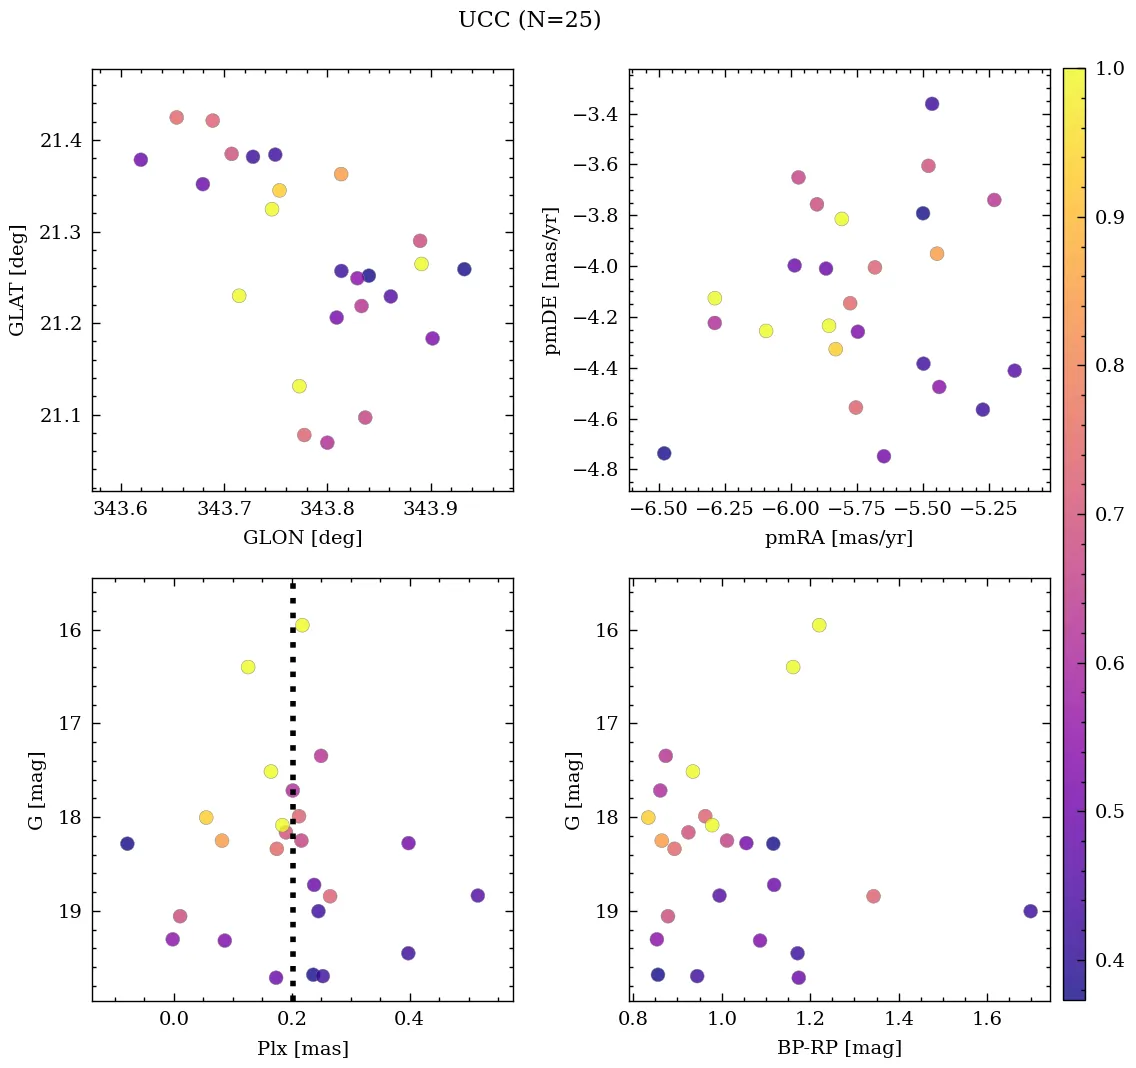 UCC (N=25)
21.4
21.3
21.2
21.1
GLAT [deg]
343.6 343.7 343.8 343.9
GLON [deg]
−3.4
−3.6
−3.8
−4.0
−4.2
−4.4
−4.6
−4.8
pmDE [mas/yr]
−6.50 −6.25 −6.00 −5.75 −5.50 −5.25
pmRA [mas/yr]
16
17
18
19
G [mag]
0.0 0.2 0.4
Plx [mas]
16
17
18
19
G [mag]
0.8 1.0 1.2 1.4 1.6
BP-RP [mag]
1.0
0.9
0.8
0.7
0.6
0.5
0.4